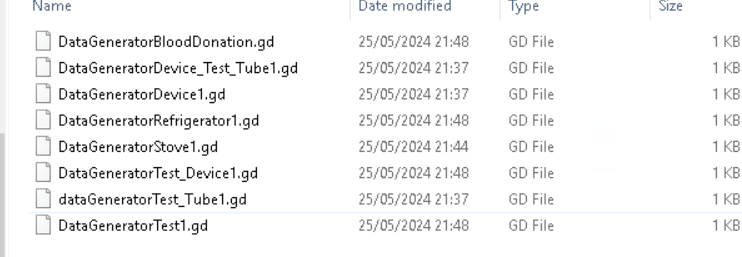 Name Date modified Type Size
DataGeneratorBloodDonation.gd 25/05/2024 21:48 GD File 1 KB
DataGeneratorDevice_Test_Tube1.gd 25/05/2024 21:37 GD File 1 KB
DataGeneratorDevice1.gd 25/05/2024 21:37 GD File 1 KB
DataGeneratorRefrigerator1.gd 25/05/2024 21:48 GD File 1 KB
DataGeneratorStove1.gd 25/05/2024 21:44 GD File 1 KB
DataGeneratorTest_Device1.gd 25/05/2024 21:48 GD File 1 KB
dataGeneratorTest_Tube1.gd 25/05/2024 21:37 GD File 1 KB
DataGeneratorTest1.gd 25/05/2024 21:48 GD File 1 KB